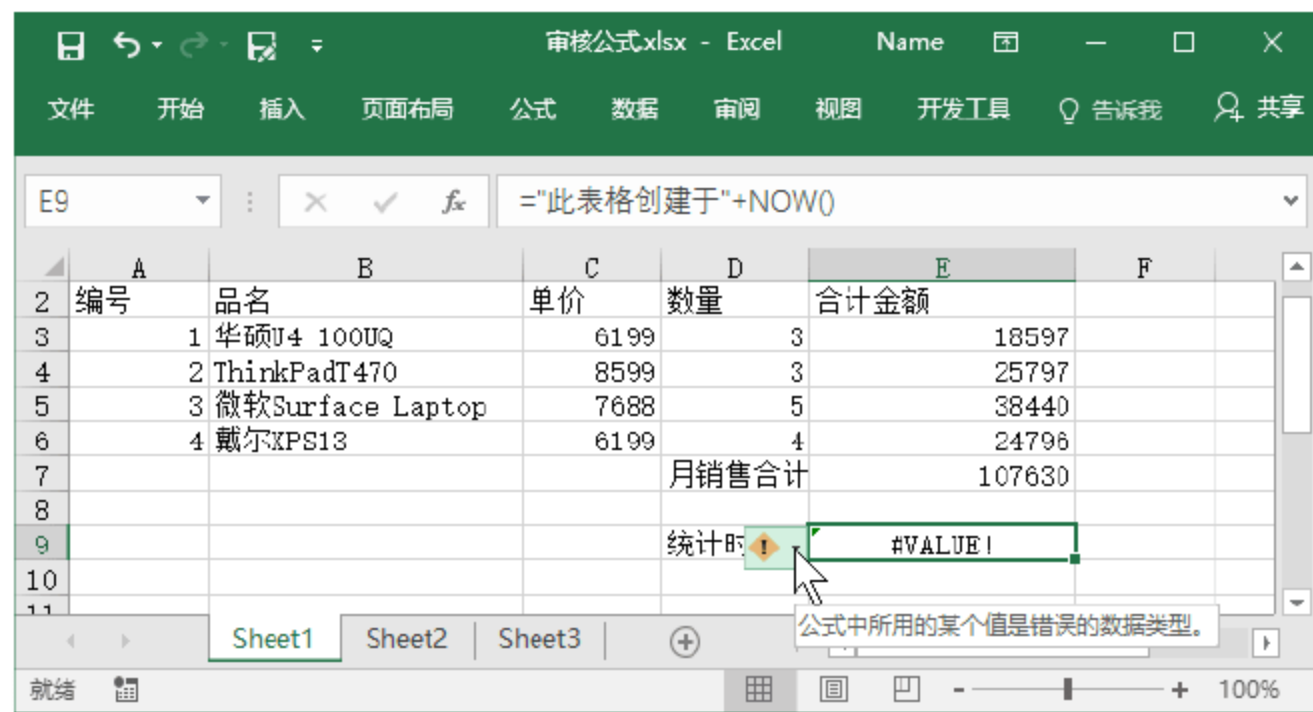 审核公式.xlsx - Excel Name
文件 开始 插入 页面布局 公式 数据 审阅 视图 开发工具 告诉我 共享
E9 fx ="此表格创建于"+NOW()
A B C D E F
2 编号 品名 单价 数量 合计金额
3 1 华硕U4 100UQ 6199 3 18597
4 2 ThinkPadT470 8599 3 25797
5 3 微软Surface Laptop 7688 5 38440
6 4 戴尔XPS13 6199 4 24796
7 月销售合计 107630
8
9 统计时 #VALUE!
10
11
公式中所用的某个值是错误的数据类型。
Sheet1 Sheet2 Sheet3
就绪 100%